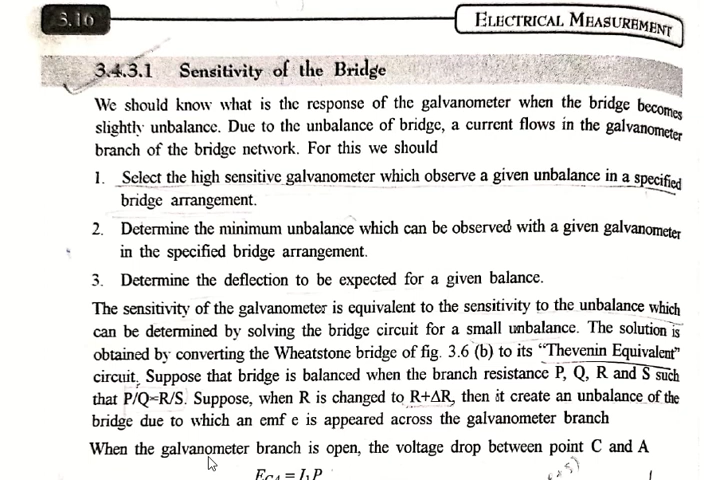 3.16
ELECTRICAL MEASUREMENT
3.4.3.1 Sensitivity of the Bridge
We should know what is the response of the galvanometer when the bridge becomes
slightly unbalance. Due to the unbalance of bridge, a current flows in the galvanometer
branch of the bridge network. For this we should
1. Select the high sensitive galvanometer which observe a given unbalance in a specified
bridge arrangement.
2. Determine the minimum unbalance which can be observed with a given galvanometer
in the specified bridge arrangement.
3. Determine the deflection to be expected for a given balance.
The sensitivity of the galvanometer is equivalent to the sensitivity to the unbalance which
can be determined by solving the bridge circuit for a small unbalance. The solution is
obtained by converting the Wheatstone bridge of fig. 3.6 (b) to its “Thevenin Equivalent”
circuit. Suppose that bridge is balanced when the branch resistance P, Q, R and S such
that P/Q=R/S. Suppose, when R is changed to R+ΔR, then it create an unbalance of the
bridge due to which an emf e is appeared across the galvanometer branch
When the galvanometer branch is open, the voltage drop between point C and A
E_CA = I₁P